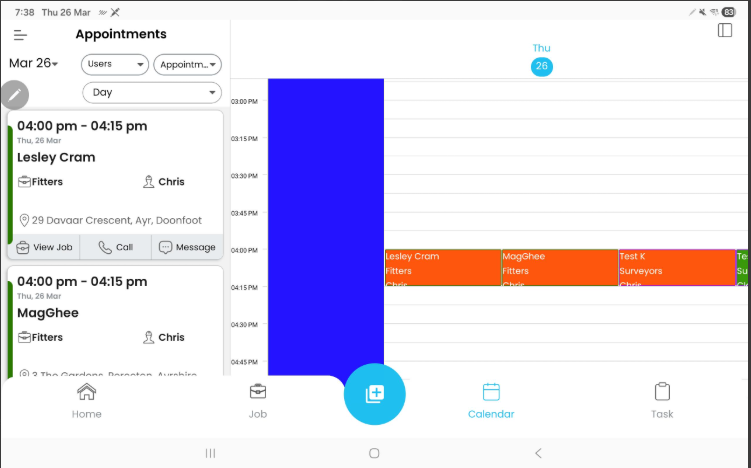 7:38 Thu 26 Mar
83
Appointments
Mar 26
Users
Appointm...
Day
04:00 pm - 04:15 pm
Thu, 26 Mar
Lesley Cram
Fitters
Chris
29 Davaar Crescent, Ayr, Doonfoot
View Job
Call
Message
04:00 pm - 04:15 pm
Thu, 26 Mar
MagGhee
Fitters
Chris
3 The Gardens, Perceton, Ayrshire
Thu
26
03:00 PM
03:15 PM
03:30 PM
03:45 PM
04:00 PM
04:15 PM
04:30 PM
04:45 PM
Lesley Cram
Fitters
Chris
MagGhee
Fitters
Chris
Test K
Surveyors
Chris
Te
Su
Home
Job
Calendar
Task